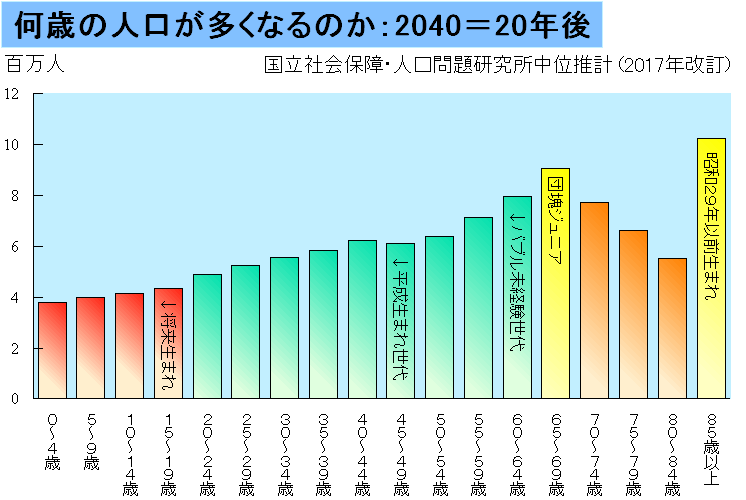 何歳の人口が多くなるのか:2040＝20年後
百万人
国立社会保障・人口問題研究所中位推計(2017年改訂)
12
10
8
6
4
2
0
↓将来生まれ
↓平成生まれ世代
↓バブル未経験世代
団塊ジュニア
昭和29年以前生まれ
0～4歳
5～9歳
10～14歳
15～19歳
20～24歳
25～29歳
30～34歳
35～39歳
40～44歳
45～49歳
50～54歳
55～59歳
60～64歳
65～69歳
70～74歳
75～79歳
80～84歳
85歳以上